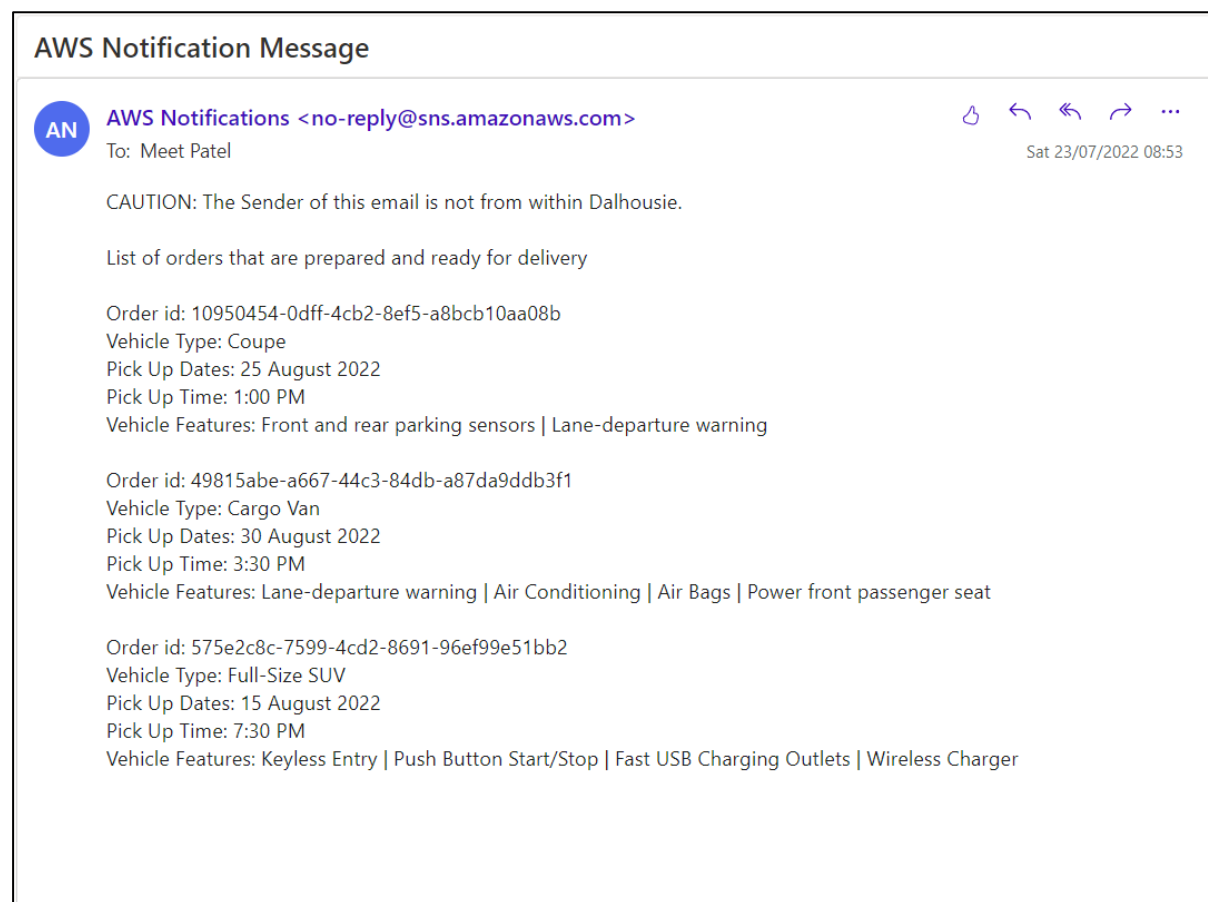 AWS Notification Message
AN
AWS Notifications <no-reply@sns.amazonaws.com>
To: Meet Patel
Sat 23/07/2022 08:53
CAUTION: The Sender of this email is not from within Dalhousie.
List of orders that are prepared and ready for delivery
Order id: 10950454-0dff-4cb2-8ef5-a8bcb10aa08b
Vehicle Type: Coupe
Pick Up Dates: 25 August 2022
Pick Up Time: 1:00 PM
Vehicle Features: Front and rear parking sensors | Lane-departure warning
Order id: 49815abe-a667-44c3-84db-a87da9ddb3f1
Vehicle Type: Cargo Van
Pick Up Dates: 30 August 2022
Pick Up Time: 3:30 PM
Vehicle Features: Lane-departure warning | Air Conditioning | Air Bags | Power front passenger seat
Order id: 575e2c8c-7599-4cd2-8691-96ef99e51bb2
Vehicle Type: Full-Size SUV
Pick Up Dates: 15 August 2022
Pick Up Time: 7:30 PM
Vehicle Features: Keyless Entry | Push Button Start/Stop | Fast USB Charging Outlets | Wireless Charger